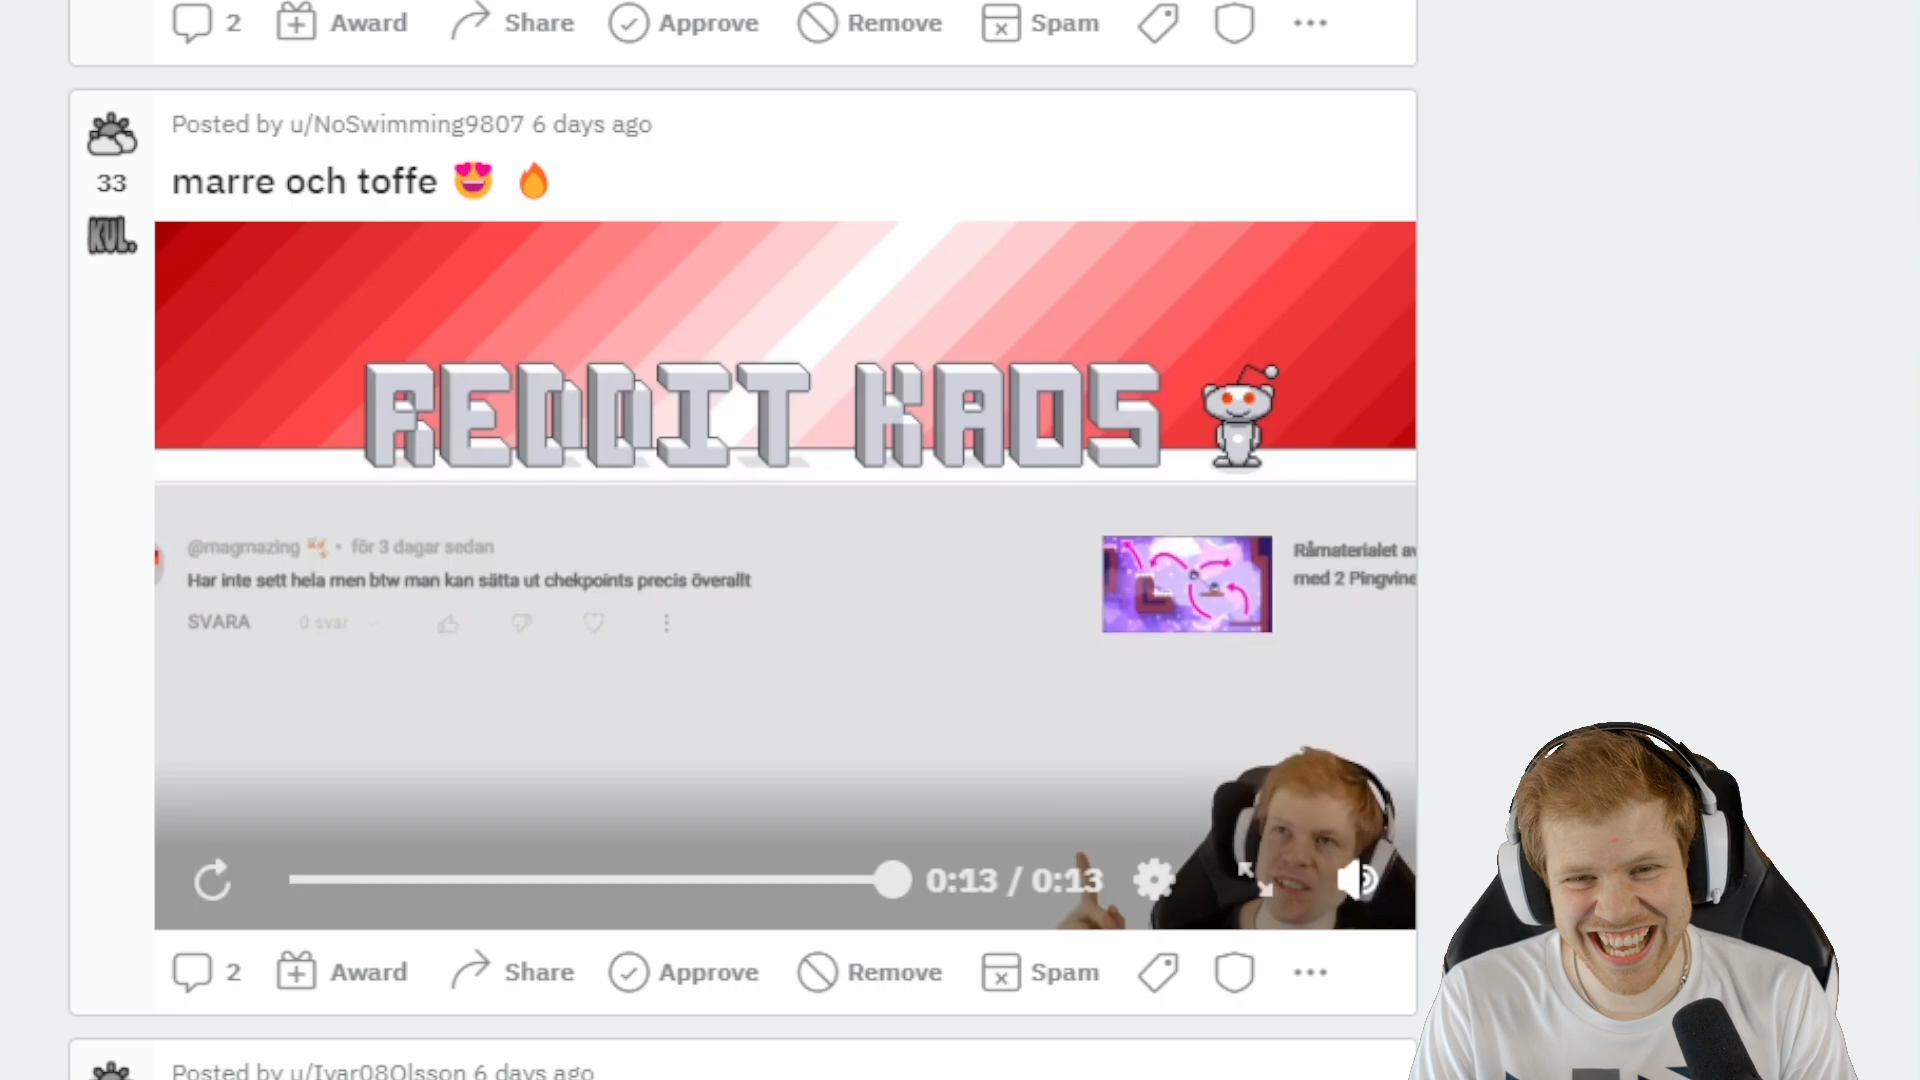 2 Award Share Approve Remove Spam
Posted by u/NoSwimming9807 6 days ago
33
marre och toffe 😍 🔥
KUL.
REDDIT KAOS
@magmazing • för 3 dagar sedan
Har inte sett hela men btw man kan sätta ut chekpoints precis överallt
SVARA 0 svar
Råmaterialet av
med 2 Pingvine
0:13 / 0:13
2 Award Share Approve Remove Spam
Posted by u/Ivar08Olsson 6 days ago